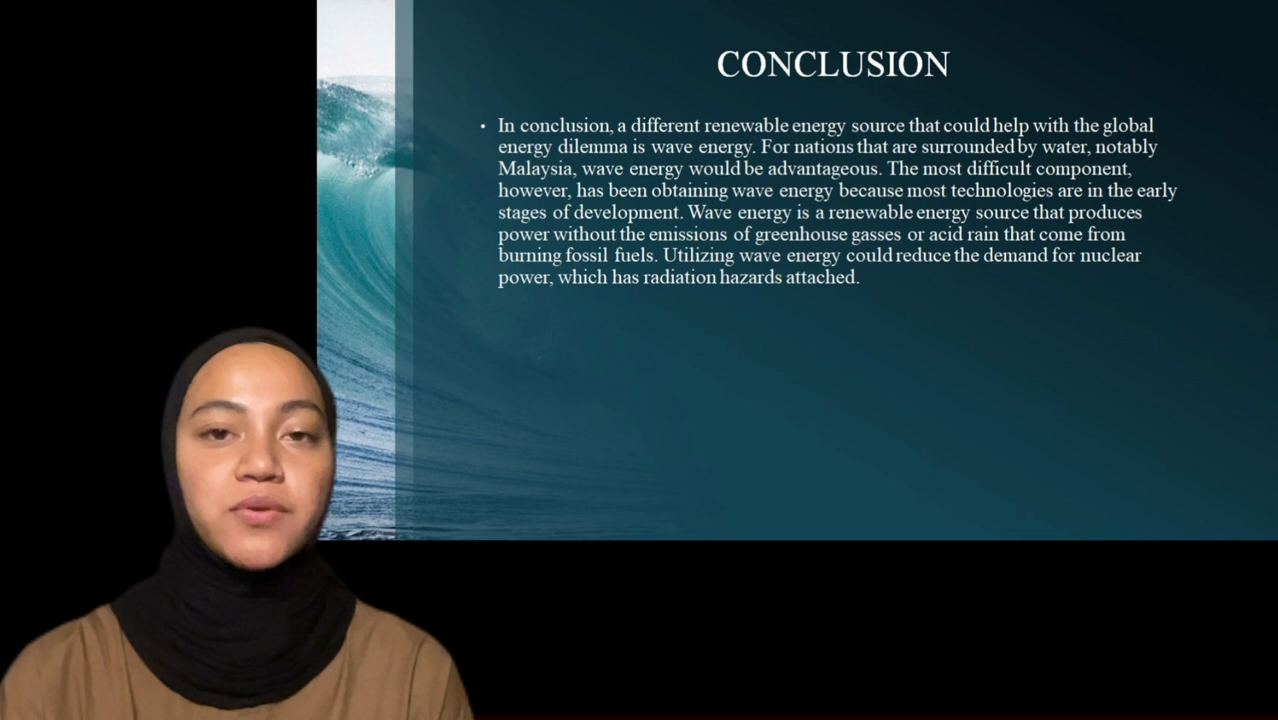 CONCLUSION
• In conclusion, a different renewable energy source that could help with the global
energy dilemma is wave energy. For nations that are surrounded by water, notably
Malaysia, wave energy would be advantageous. The most difficult component,
however, has been obtaining wave energy because most technologies are in the early
stages of development. Wave energy is a renewable energy source that produces
power without the emissions of greenhouse gasses or acid rain that come from
burning fossil fuels. Utilizing wave energy could reduce the demand for nuclear
power, which has radiation hazards attached.